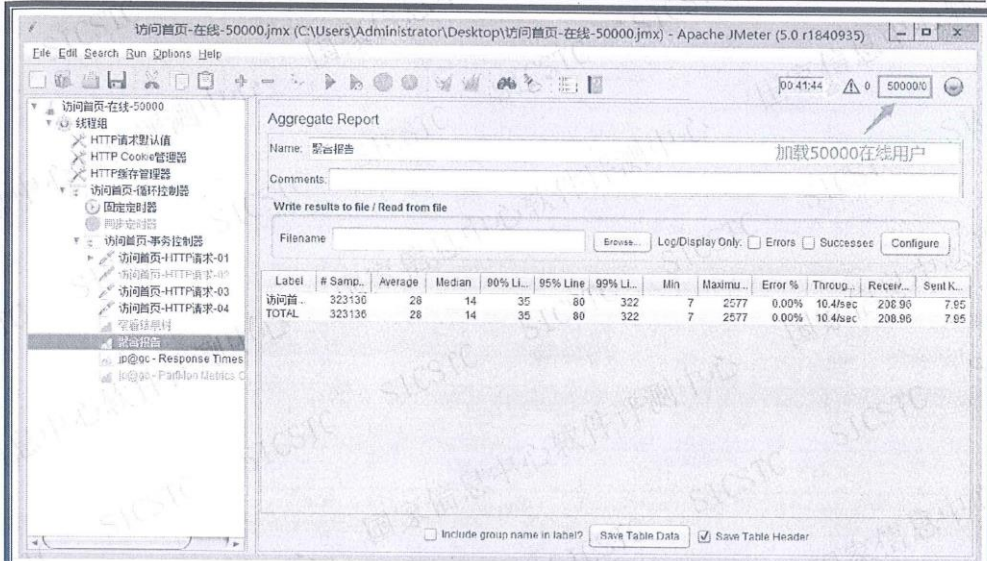 访问首页-在线-50000.jmx (C:\Users\Administrator\Desktop\访问首页-在线-50000.jmx) - Apache JMeter (5.0 r1840935)
File Edit Search Run Options Help
00:41:44 0 50000/0
加载50000在线用户
访问首页-在线-50000
线程组
HTTP请求默认值
HTTP Cookie管理器
HTTP缓存管理器
访问首页-循环控制器
固定定时器
同步定时器
访问首页-事务控制器
访问首页-HTTP请求-01
访问首页-HTTP请求-02
访问首页-HTTP请求-03
访问首页-HTTP请求-04
察看结果树
聚合报告
jp@gc - Response Times
jp@gc - PerfMon Metrics C
Aggregate Report
Name: 聚合报告
Comments:
Write results to file / Read from file
Filename Browse... Log/Display Only: Errors Successes Configure
Label # Samp... Average Median 90% Li... 95% Line 99% Li... Min Maximu... Error % Throug... Receiv... Sent K...
访问首... 323136 28 14 35 80 322 7 2577 0.00% 10.4/sec 208.96 7.95
TOTAL 323136 28 14 35 80 322 7 2577 0.00% 10.4/sec 208.96 7.95
Include group name in label? Save Table Data Save Table Header
SICSTC